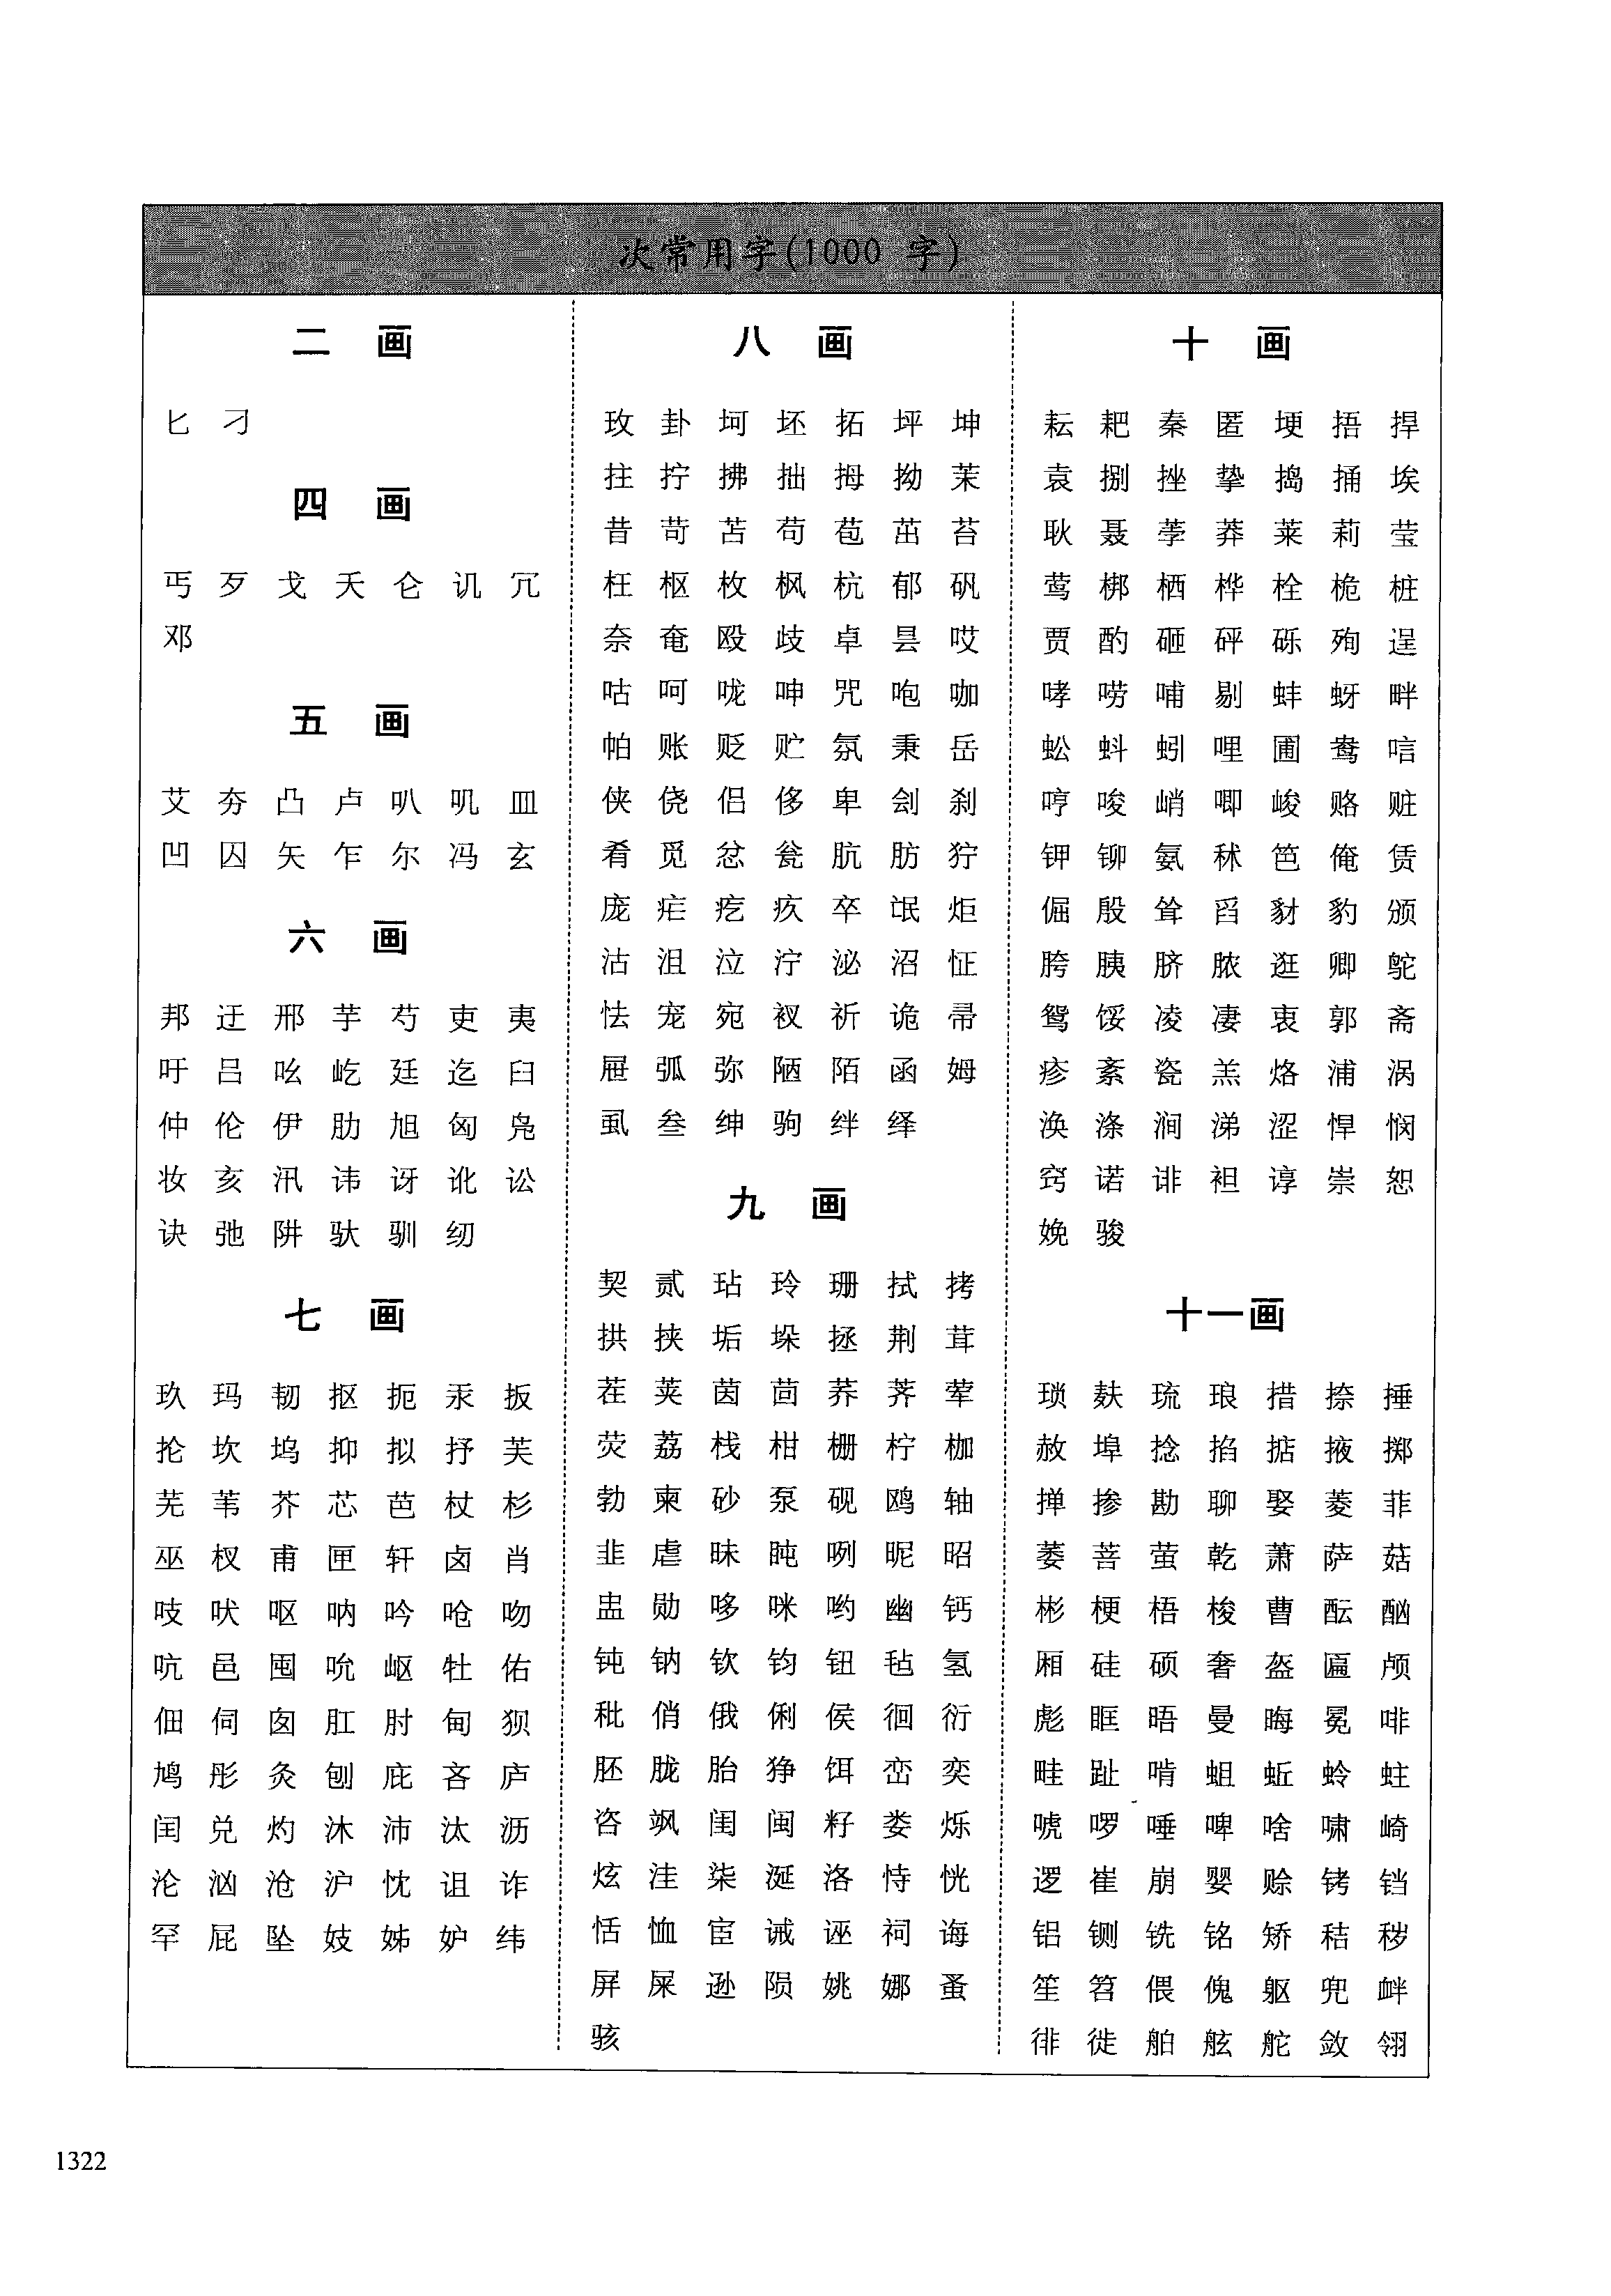 次常用字(1000 字)
二 画
匕 刁
四 画
丐 歹 戈 夭 仑 讥 冗
邓
五 画
艾 夯 凸 卢 叭 叽 皿
凹 囚 矢 乍 尔 冯 玄
六 画
邦 迂 邢 芋 芍 吏 夷
吁 吕 吆 屹 廷 迄 臼
仲 伦 伊 肋 旭 匈 凫
妆 亥 汛 讳 讶 讹 讼
诀 弛 阱 驮 驯 纫
七 画
玖 玛 韧 抠 扼 汞 扳
抡 坎 坞 抑 拟 抒 芙
芜 苇 芥 芯 芭 杖 杉
巫 杈 甫 匣 轩 卤 肖
吱 吠 呕 呐 吟 呛 吻
吭 邑 囤 吮 岖 牡 佑
佃 伺 囱 肛 肘 甸 狈
鸠 彤 灸 刨 庇 吝 庐
闰 兑 灼 沐 沛 汰 沥
沦 汹 沧 沪 忱 诅 诈
罕 屁 坠 妓 姊 妒 纬
八 画
玫 卦 坷 坯 拓 坪 坤
拄 拧 拂 拙 拇 拗 茉
昔 苛 苫 苟 苞 茁 苔
枉 枢 枚 枫 杭 郁 矾
奈 奄 殴 歧 卓 昙 哎
咕 呵 咙 呻 咒 咆 咖
帕 账 贬 贮 氛 秉 岳
侠 侥 侣 侈 卑 刽 刹
肴 觅 忿 瓮 肮 肪 狞
庞 疟 疙 疚 卒 氓 炬
沽 沮 泣 泞 泌 沼 怔
怯 宠 宛 衩 祈 诡 帚
屉 弧 弥 陋 陌 函 姆
虱 叁 绅 驹 绊 绎
九 画
契 贰 玷 玲 珊 拭 拷
拱 挟 垢 垛 拯 荆 茸
茬 荚 茵 茴 荞 荠 荤
荧 荔 栈 柑 栅 柠 枷
勃 柬 砂 泵 砚 鸥 轴
韭 虐 昧 盹 咧 昵 昭
盅 勋 哆 咪 哟 幽 钙
钝 钠 钦 钧 钮 毡 氢
秕 俏 俄 俐 侯 徊 衍
胚 胧 胎 狰 饵 峦 奕
咨 飒 闺 闽 籽 娄 烁
炫 洼 柒 涎 洛 恃 恍
恬 恤 宦 诫 诬 祠 诲
屏 屎 逊 陨 姚 娜 蚤
骇
十 画
耘 耙 秦 匿 埂 捂 捍
袁 捌 挫 挚 捣 捅 埃
耿 聂 荸 莽 莱 莉 莹
莺 梆 栖 桦 栓 桅 桩
贾 酌 砸 砰 砾 殉 逞
哮 唠 哺 剔 蚌 蚜 畔
蚣 蚪 蚓 哩 圃 鸯 唁
哼 唆 峭 唧 峻 赂 赃
钾 铆 氨 秫 笆 俺 赁
倔 殷 耸 舀 豺 豹 颁
胯 胰 脐 脓 逛 卿 鸵
鸳 馁 凌 凄 衷 郭 斋
疹 紊 瓷 羔 烙 浦 涡
涣 涤 涧 涕 涩 悍 悯
窍 诺 诽 袒 谆 祟 恕
娩 骏
十一画
琐 麸 琉 琅 措 捺 捶
赦 埠 捻 掐 掂 掖 掷
掸 掺 勘 聊 娶 菱 菲
萎 菩 萤 乾 萧 萨 菇
彬 梗 梧 梭 曹 酝 酗
厢 硅 硕 奢 盔 匾 颅
彪 眶 晤 曼 晦 冕 啡
畦 趾 啃 蛆 蚯 蛉 蛀
唬 啰 唾 啤 啥 啸 崎
逻 崔 崩 婴 赊 铐 铛
铝 铡 铣 铭 矫 秸 秽
笙 笤 偎 傀 躯 兜 衅
徘 徙 舶 舷 舵 敛 翎
1322